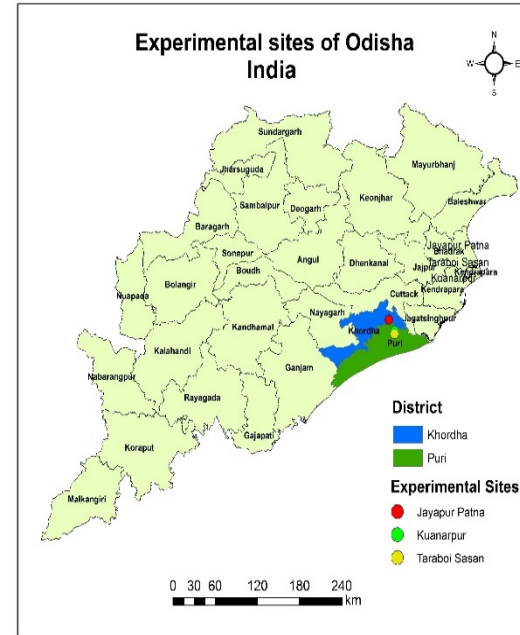 Experimental sites of Odisha
India
N
W E
S
Sundargarh
Mayurbhanj
Jharsuguda
Keonjhar
Sambalpur
Deogarh
Baleshwar
Baragarh
Jayapur Patna
Bhadrak
Sonepur
Angul
Dhenkanal
Jajpur
Taraboi Sasan
Kendrapara
Kuanarpur
Boudh
Nuapada
Bolangir
Cuttack
Kendrapara
Nayagarh
Jagatsinghpur
Kandhamal
Khordha
Kalahandi
Puri
Ganjam
Nabarangpur
Rayagada
Gajapati
Koraput
Malkangiri
District
Khordha
Puri
Experimental Sites
Jayapur Patna
Kuanarpur
Taraboi Sasan
0 30 60 120 180 240
km